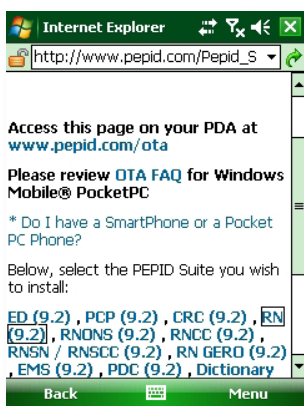 Internet Explorer
http://www.pepid.com/Pepid_S
Access this page on your PDA at
www.pepid.com/ota
Please review OTA FAQ for Windows
Mobile® PocketPC
* Do I have a SmartPhone or a Pocket
PC Phone?
Below, select the PEPID Suite you wish
to install:
ED (9.2) , PCP (9.2) , CRC (9.2) , RN
(9.2) , RNONS (9.2) , RNCC (9.2) ,
RNSN / RNSCC (9.2) , RN GERO (9.2)
, EMS (9.2) , PDC (9.2) , Dictionary
Back Menu